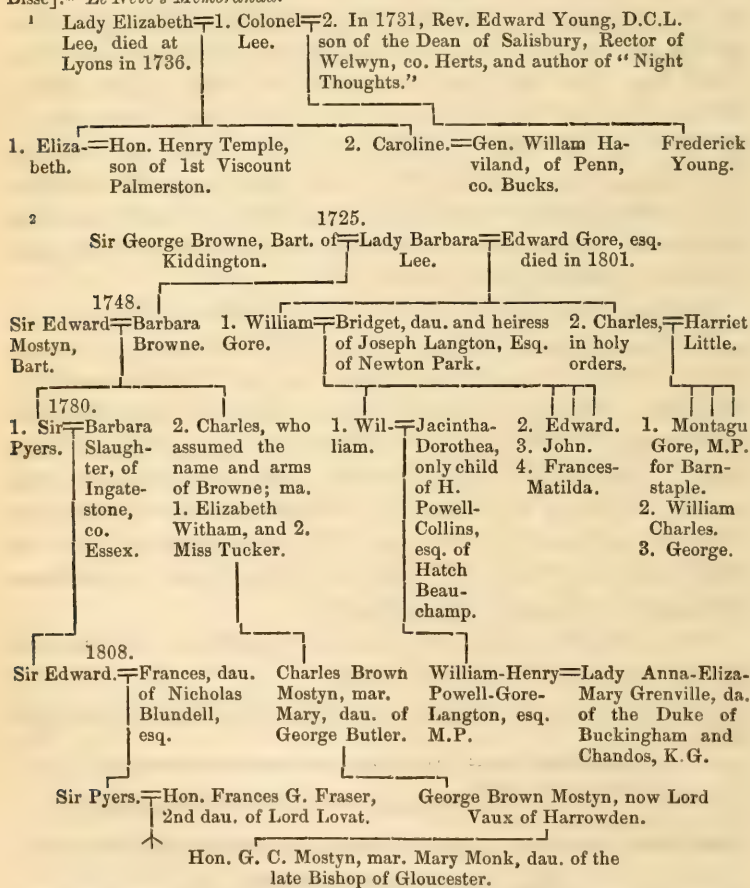 Bisse]." Le Neve's Memoranda.
1 Lady Elizabeth=1. Colonel=2. In 1731, Rev. Edward Young, D.C.L.
Lee, died at Lee. son of the Dean of Salisbury, Rector of
Lyons in 1736. Welwyn, co. Herts, and author of "Night
Thoughts."
1. Eliza-=Hon. Henry Temple, 2. Caroline.=Gen. Willam Ha- Frederick
beth. son of 1st Viscount viland, of Penn, Young.
Palmerston. co. Bucks.
2 1725.
Sir George Browne, Bart. of=Lady Barbara=Edward Gore, esq.
Kiddington. Lee. died in 1801.
1748.
Sir Edward=Barbara 1. William=Bridget, dau. and heiress 2. Charles,=Harriet
Mostyn, Browne. Gore. of Joseph Langton, Esq. in holy Little.
Bart. of Newton Park. orders.
1780.
1. Sir=Barbara 2. Charles, who 1. Wil-=Jacintha- 2. Edward. 1. Montagu
Pyers. Slaugh- assumed the liam. Dorothea, 3. John. Gore, M.P.
ter, of name and arms only child 4. Frances- for Barn-
Ingate- of Browne; ma. of H. Matilda. staple.
stone, 1. Elizabeth Powell- 2. William
co. Witham, and 2. Collins, Charles.
Essex. Miss Tucker. esq. of 3. George.
Hatch
Beau-
champ.
1808.
Sir Edward.=Frances, dau. Charles Brown William-Henry=Lady Anna-Eliza-
of Nicholas Mostyn, mar. Powell-Gore- Mary Grenville, da.
Blundell, Mary, dau. of Langton, esq. of the Duke of
esq. George Butler. M.P. Buckingham and
Chandos, K.G.
Sir Pyers.=Hon. Frances G. Fraser, George Brown Mostyn, now Lord
2nd dau. of Lord Lovat. Vaux of Harrowden.
Hon. G. C. Mostyn, mar. Mary Monk, dau. of the
late Bishop of Gloucester.